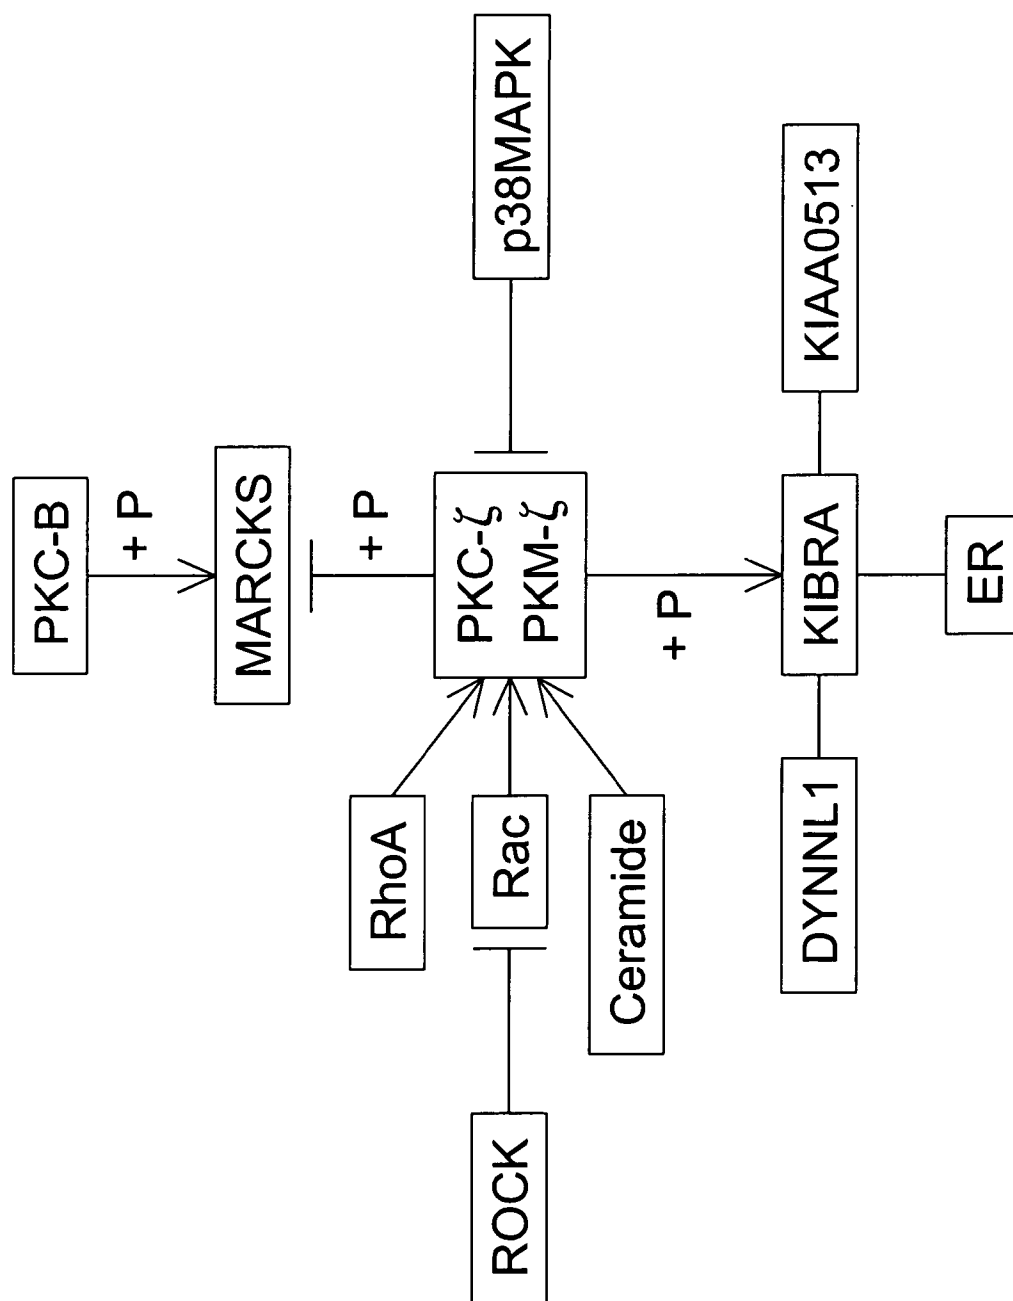 PKC-B
+ P
MARCKS
+ P
PKC-ζ
PKM-ζ
p38MAPK
RhoA
Rac
Ceramide
ROCK
+ P
KIBRA
KIAA0513
DYNNL1
ER